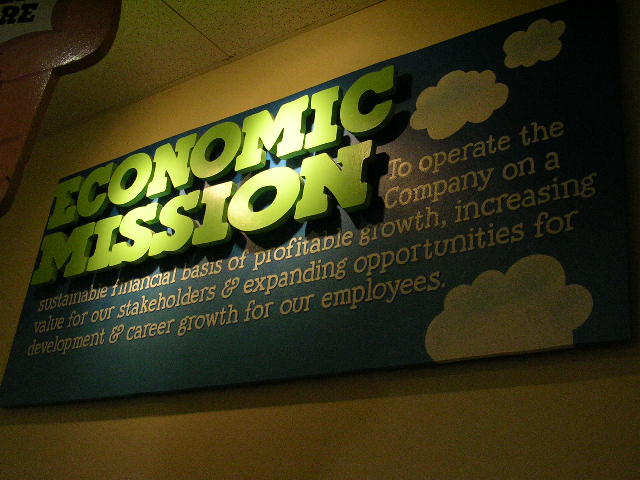 RE
ECONOMIC
MISSION
To operate the
Company on a
sustainable financial basis of profitable growth, increasing
value for our stakeholders & expanding opportunities for
development & career growth for our employees.